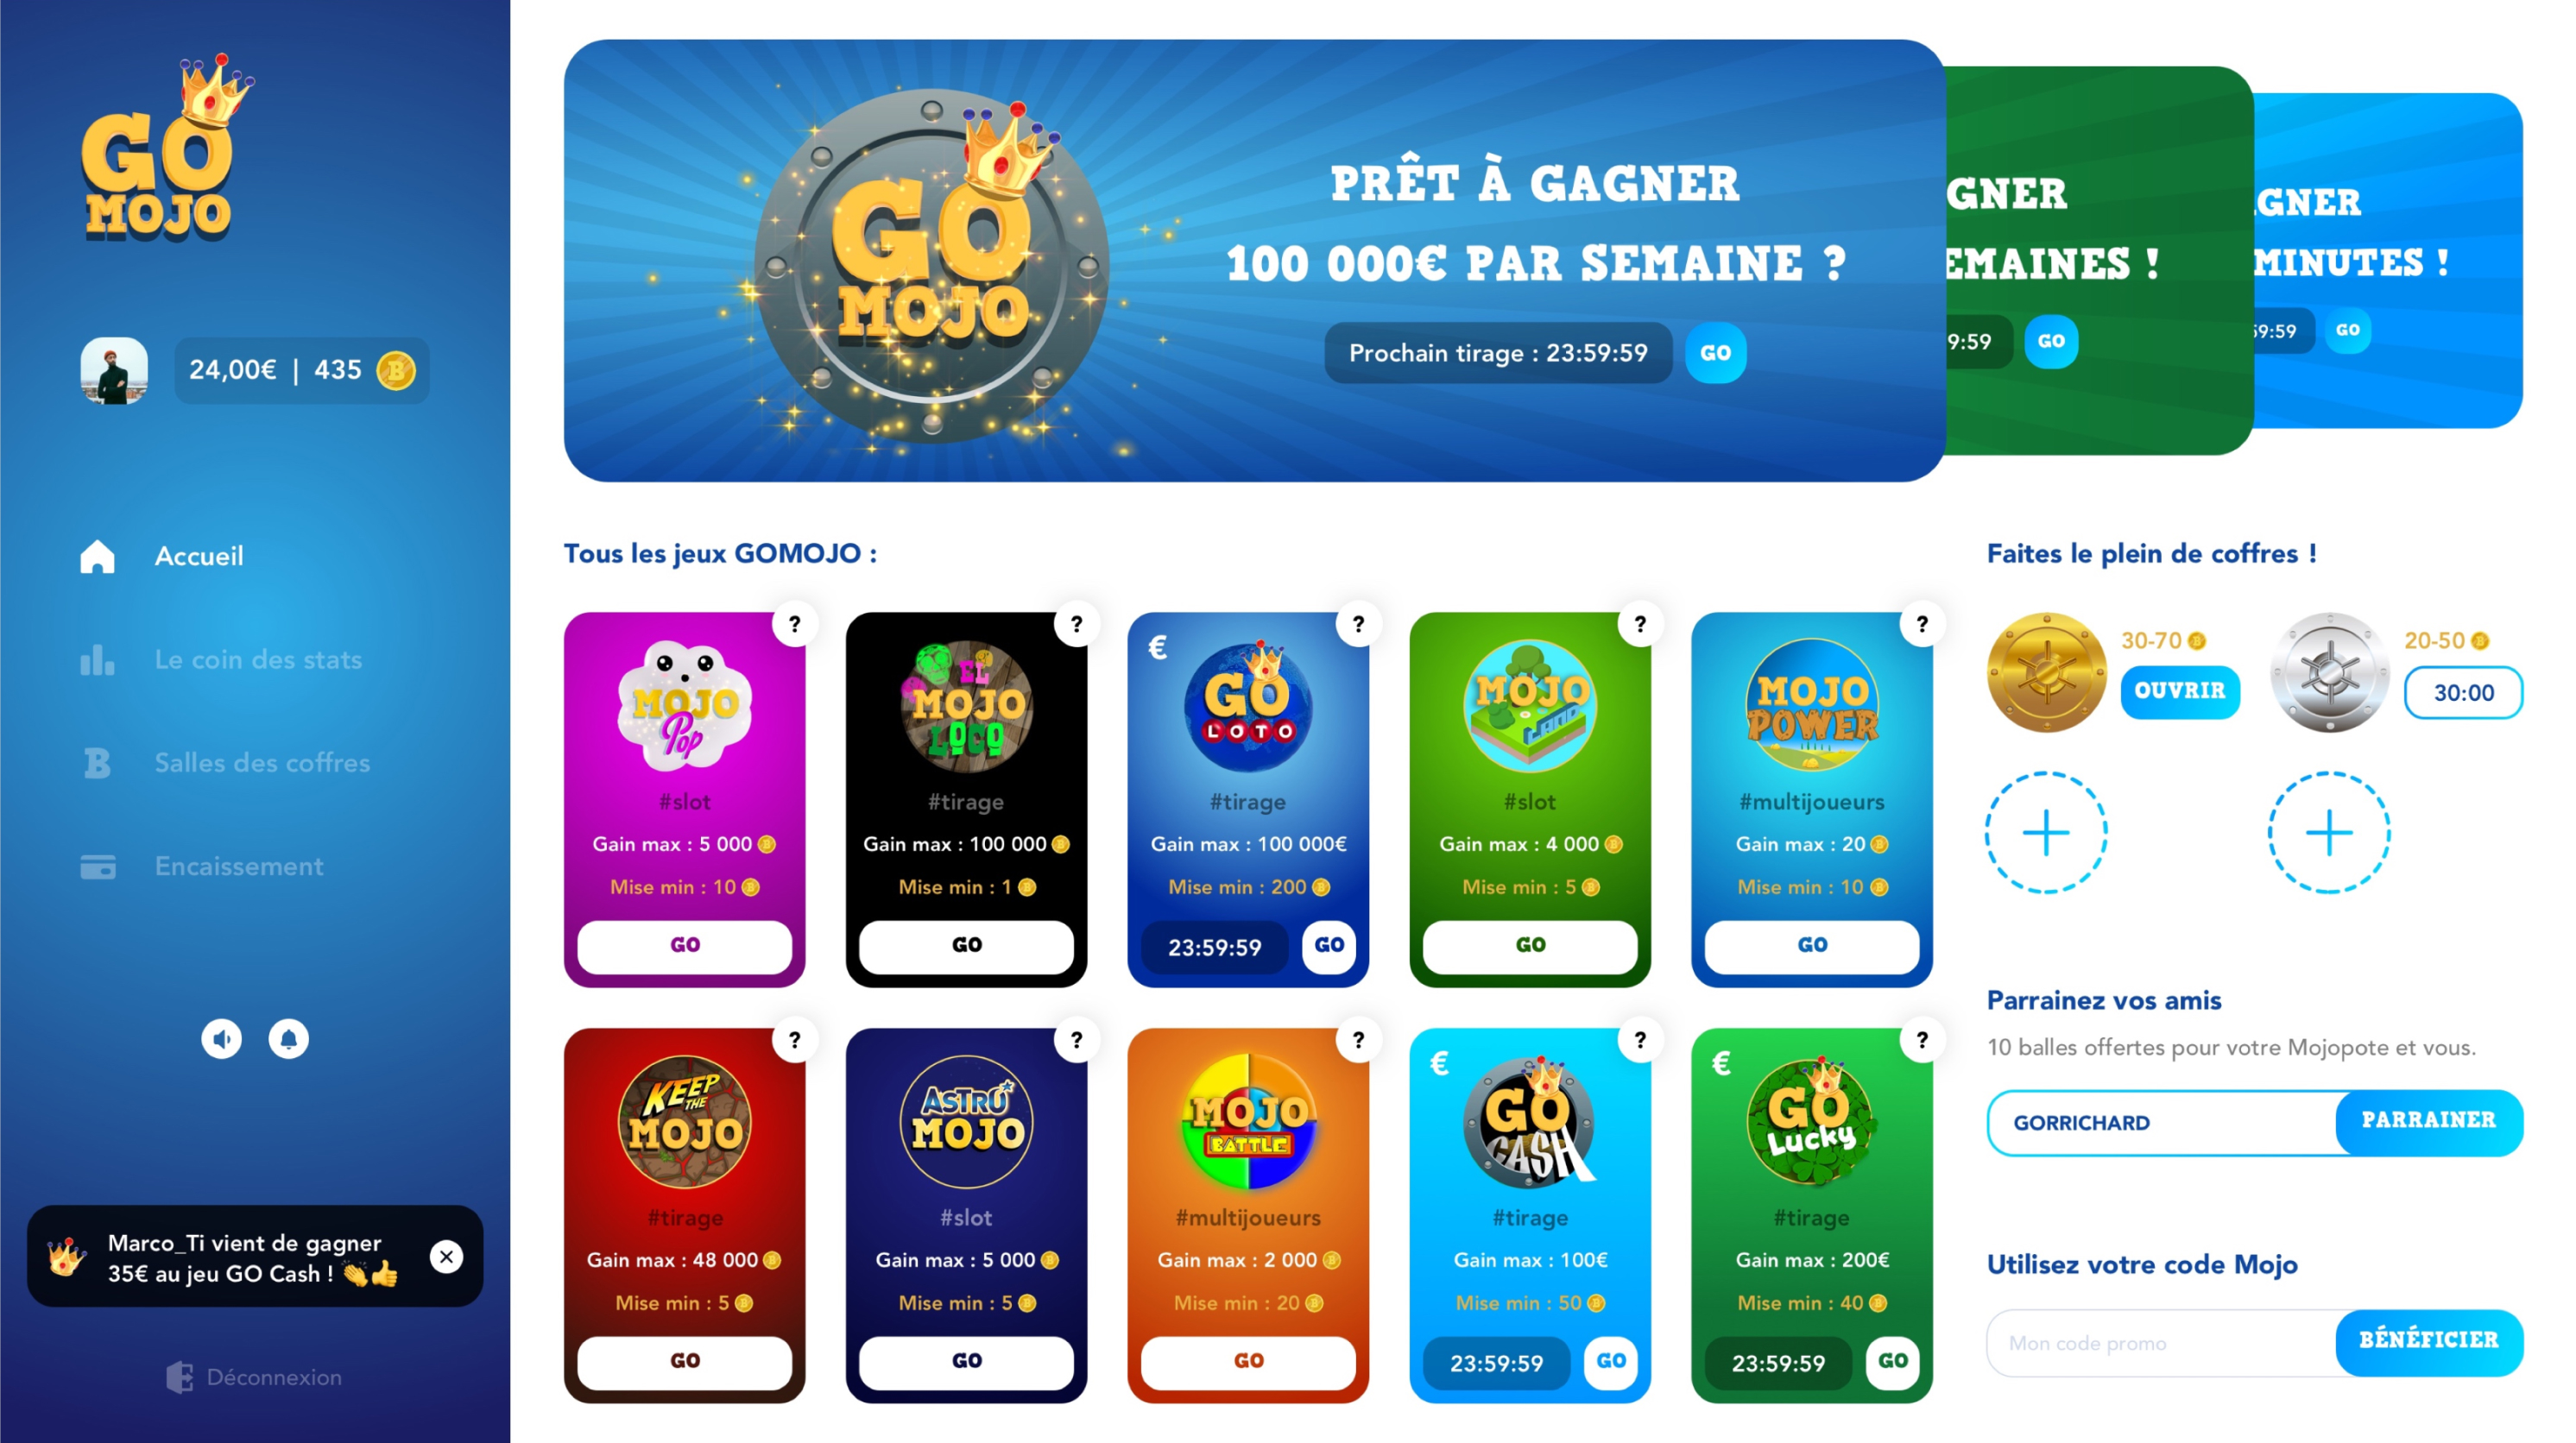 GO
MOJO
24,00€ | 435
Accueil
Le coin des stats
Salles des coffres
Encaissement
Marco_Ti vient de gagner
35€ au jeu GO Cash ! 👏👍
Déconnexion
GO
MOJO
PRÊT À GAGNER
100 000€ PAR SEMAINE ?
Prochain tirage : 23:59:59
GO
GNER
EMAINES !
9:59
GO
GNER
MINUTES !
59:59
GO
Tous les jeux GOMOJO :
?
MOJO
Pop
#slot
Gain max : 5 000
Mise min : 10
GO
?
EL
MOJO
LOCO
#tirage
Gain max : 100 000
Mise min : 1
GO
?
€
GO
LOTO
#tirage
Gain max : 100 000€
Mise min : 200
23:59:59
GO
?
MOJO
LAND
#slot
Gain max : 4 000
Mise min : 5
GO
?
MOJO
POWER
#multijoueurs
Gain max : 20
Mise min : 10
GO
?
KEEP
THE
MOJO
#tirage
Gain max : 48 000
Mise min : 5
GO
?
ASTRO
MOJO
#slot
Gain max : 5 000
Mise min : 5
GO
?
MOJO
BATTLE
#multijoueurs
Gain max : 2 000
Mise min : 20
GO
?
€
GO
CASH
#tirage
Gain max : 100€
Mise min : 50
23:59:59
GO
?
€
GO
Lucky
#tirage
Gain max : 200€
Mise min : 40
23:59:59
GO
Faites le plein de coffres !
30-70
OUVRIR
20-50
30:00
Parrainez vos amis
10 balles offertes pour votre Mojopote et vous.
GORRICHARD
PARRAINER
Utilisez votre code Mojo
Mon code promo
BÉNÉFICIER